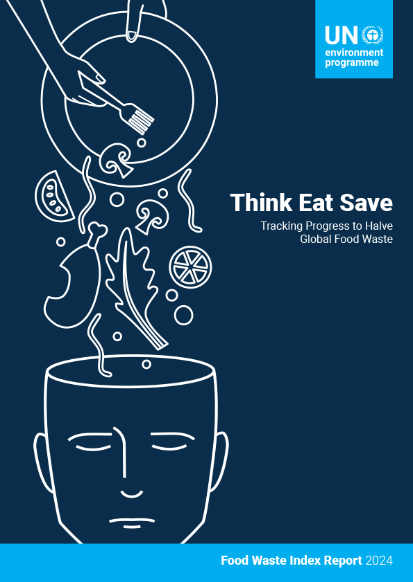 UN
environment
programme
Think Eat Save
Tracking Progress to Halve
Global Food Waste
Food Waste Index Report 2024